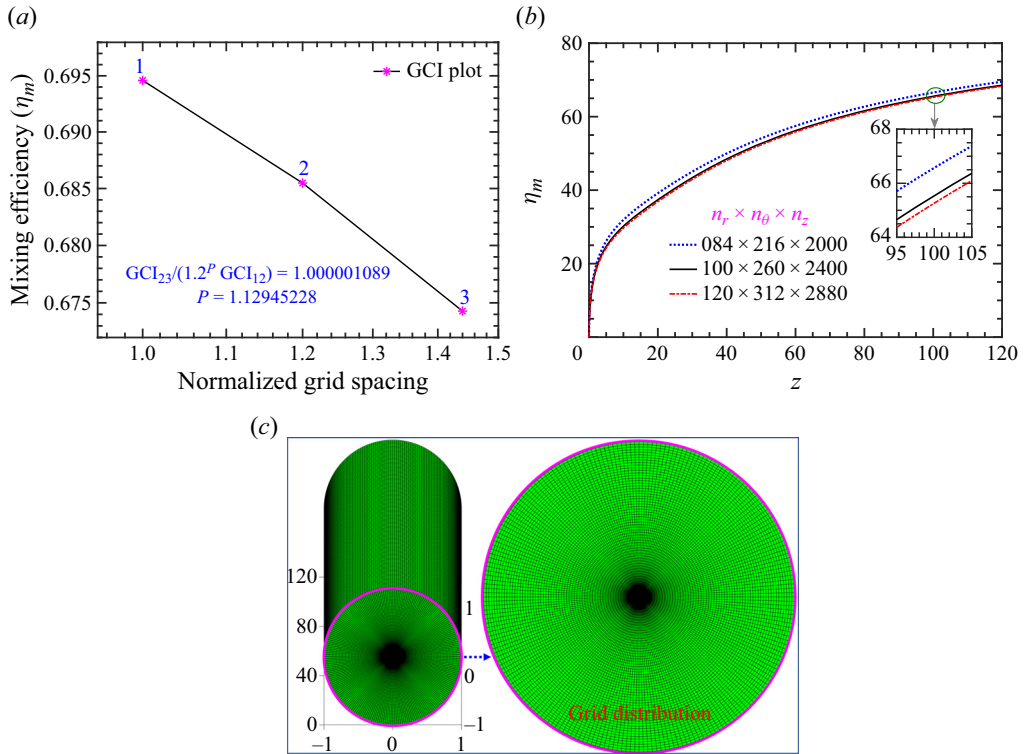 (a)
0.695
0.690
0.685
0.680
0.675
Mixing efficiency (ηm)
1
2
3
GCI plot
GCI23/(1.2^P GCI12) = 1.000001089
P = 1.12945228
1.0
1.1
1.2
1.3
1.4
1.5
Normalized grid spacing
(b)
80
60
40
20
0
ηm
68
66
64
95
100
105
nr × nθ × nz
084 × 216 × 2000
100 × 260 × 2400
120 × 312 × 2880
0
20
40
60
80
100
120
z
(c)
120
80
40
0
1
0
−1
−1
0
1
Grid distribution